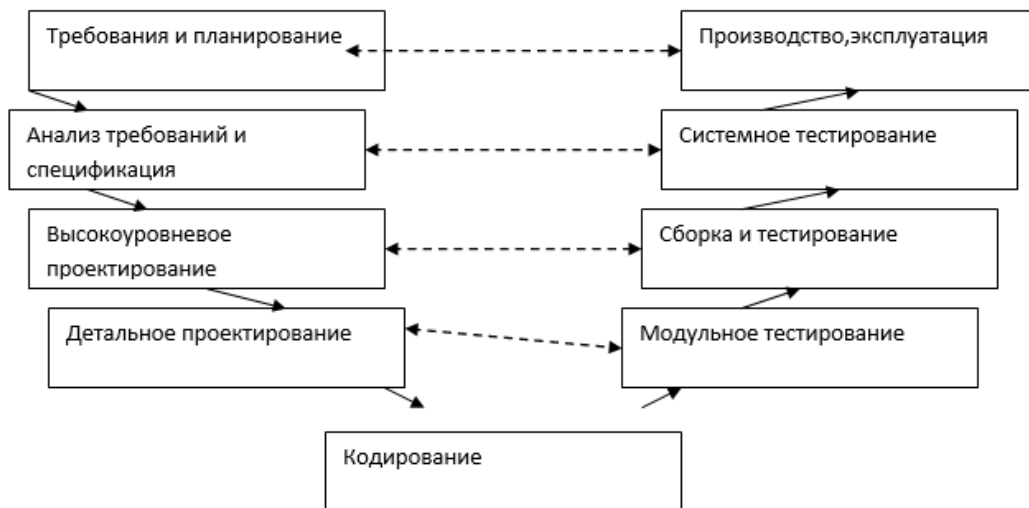 Требования и планирование
Производство,эксплуатация
Анализ требований и
спецификация
Системное тестирование
Высокоуровневое
проектирование
Сборка и тестирование
Детальное проектирование
Модульное тестирование
Кодирование